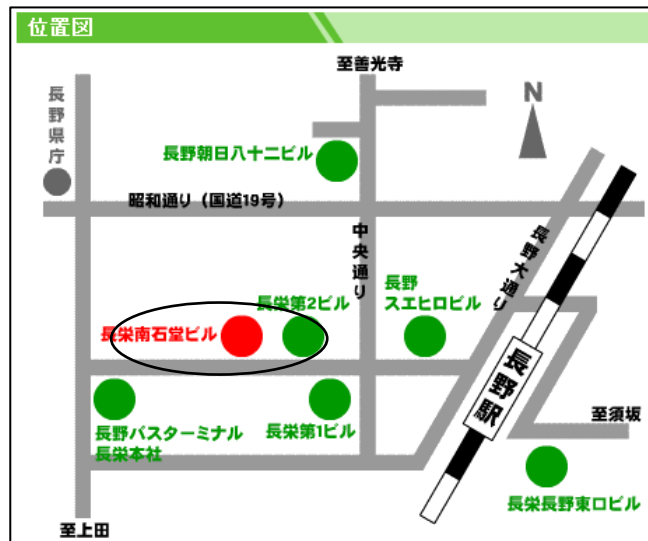 位置図
至善光寺
長野県庁
N
長野朝日八十二ビル
昭和通り（国道19号）
中央通り
長野大通り
長野
スエヒロビル
長栄第2ビル
長栄南石堂ビル
長野駅
長野バスターミナル
長栄本社
長栄第1ビル
至須坂
長栄長野東口ビル
至上田